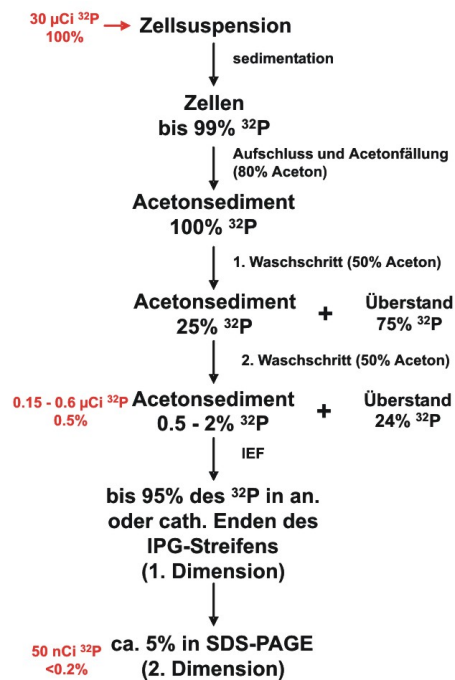 30 µCi ³²P
100%
Zellsuspension
sedimentation
Zellen
bis 99% ³²P
Aufschluss und Acetonfällung
(80% Aceton)
Acetonsediment
100% ³²P
1. Waschschritt (50% Aceton)
Acetonsediment
25% ³²P
+
Überstand
75% ³²P
2. Waschschritt (50% Aceton)
0.15 - 0.6 µCi ³²P
0.5%
Acetonsediment
0.5 - 2% ³²P
+
Überstand
24% ³²P
IEF
bis 95% des ³²P in an.
oder cath. Enden des
IPG-Streifens
(1. Dimension)
50 nCi ³²P
<0.2%
ca. 5% in SDS-PAGE
(2. Dimension)